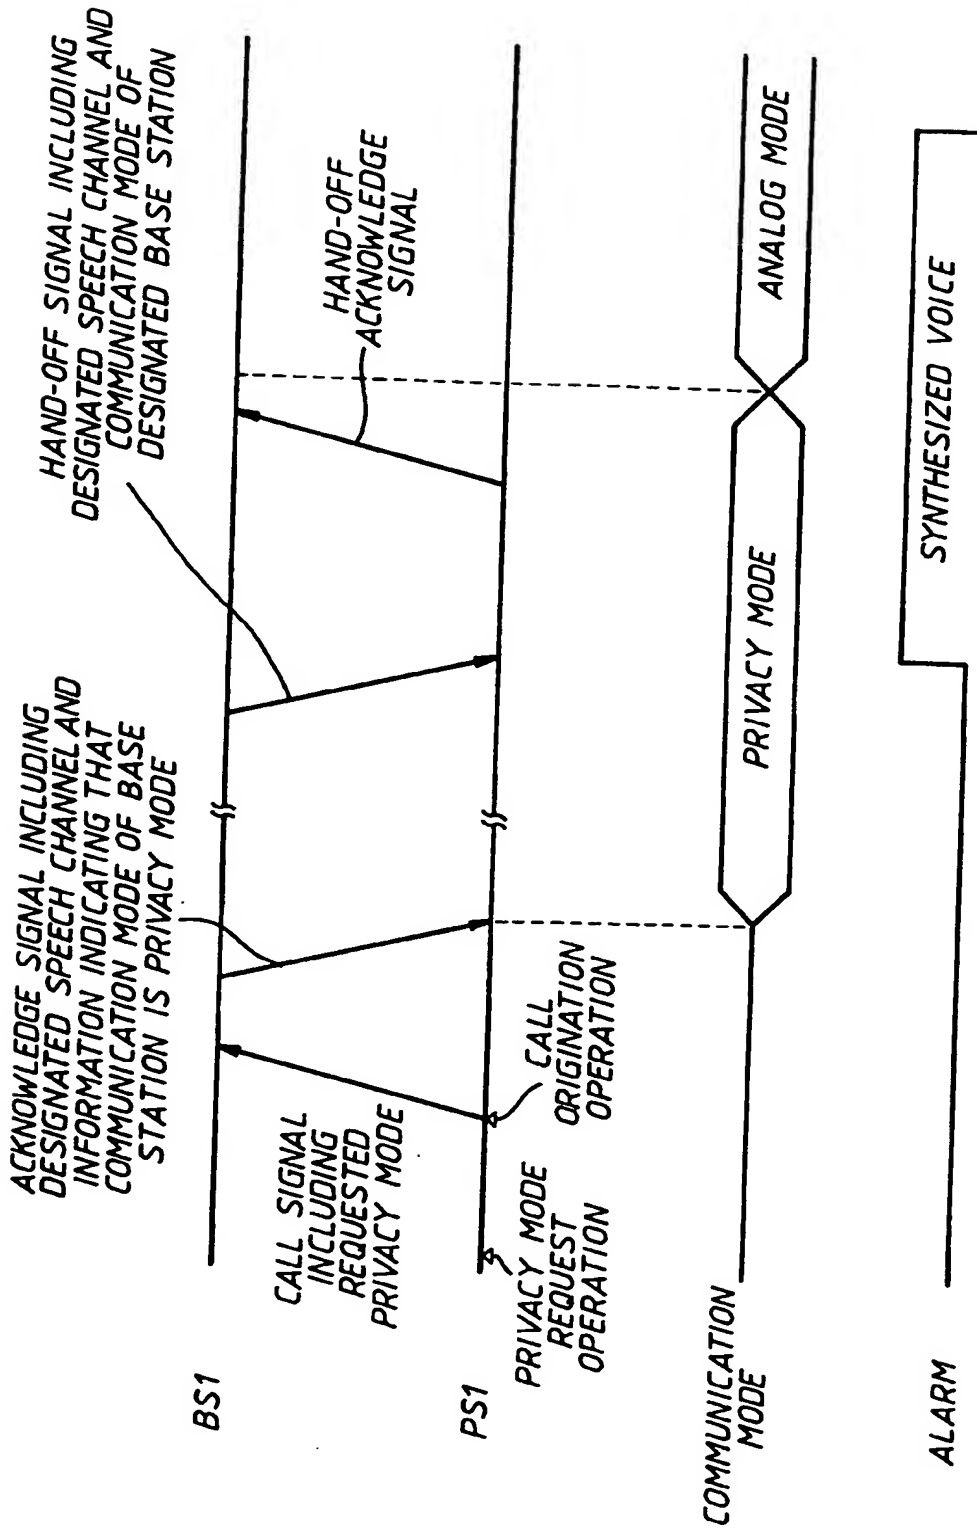 ACKNOWLEDGE SIGNAL INCLUDING
DESIGNATED SPEECH CHANNEL AND
INFORMATION INDICATING THAT
COMMUNICATION MODE OF BASE
STATION IS PRIVACY MODE
HAND-OFF SIGNAL INCLUDING
DESIGNATED SPEECH CHANNEL AND
COMMUNICATION MODE OF
DESIGNATED BASE STATION
BS1
CALL SIGNAL
INCLUDING
REQUESTED
PRIVACY MODE
HAND-OFF
ACKNOWLEDGE
SIGNAL
PS1
PRIVACY MODE
REQUEST
OPERATION
CALL
ORIGINATION
OPERATION
COMMUNICATION
MODE
PRIVACY MODE
ANALOG MODE
ALARM
SYNTHESIZED VOICE